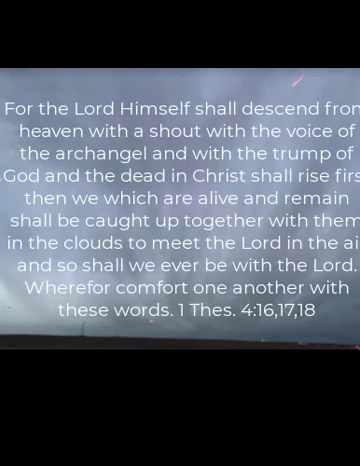 For the Lord Himself shall descend from
heaven with a shout with the voice of
the archangel and with the trump of
God and the dead in Christ shall rise firs
then we which are alive and remain
shall be caught up together with them
in the clouds to meet the Lord in the ai
and so shall we ever be with the Lord.
Wherefor comfort one another with
these words. 1 Thes. 4:16,17,18